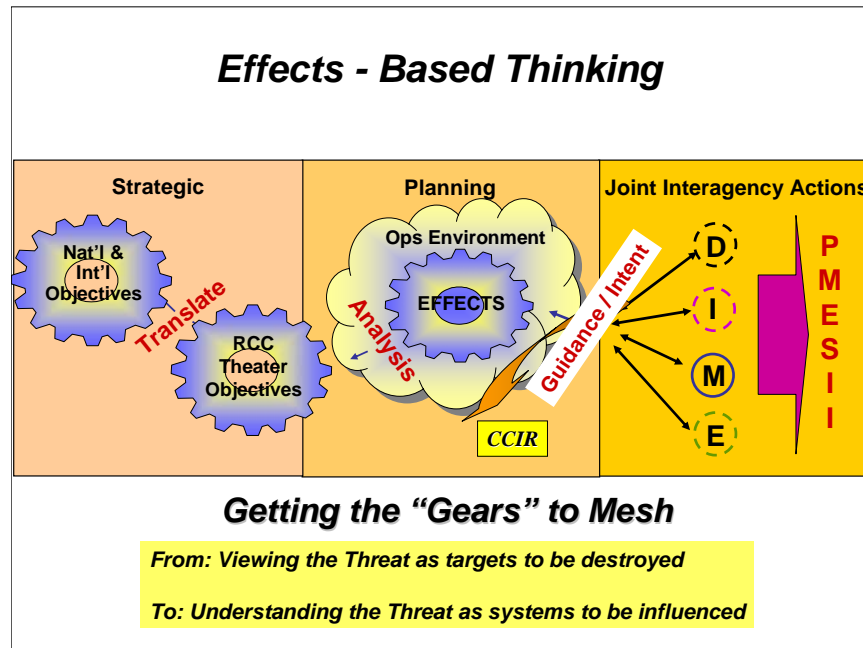 Effects - Based Thinking
Strategic
Nat'l &
Int'l
Objectives
Translate
RCC
Theater
Objectives
Planning
Ops Environment
EFFECTS
Analysis
Guidance / Intent
CCIR
Joint Interagency Actions
D
I
M
E
P
M
E
S
I
I
Getting the “Gears” to Mesh
From: Viewing the Threat as targets to be destroyed
To: Understanding the Threat as systems to be influenced